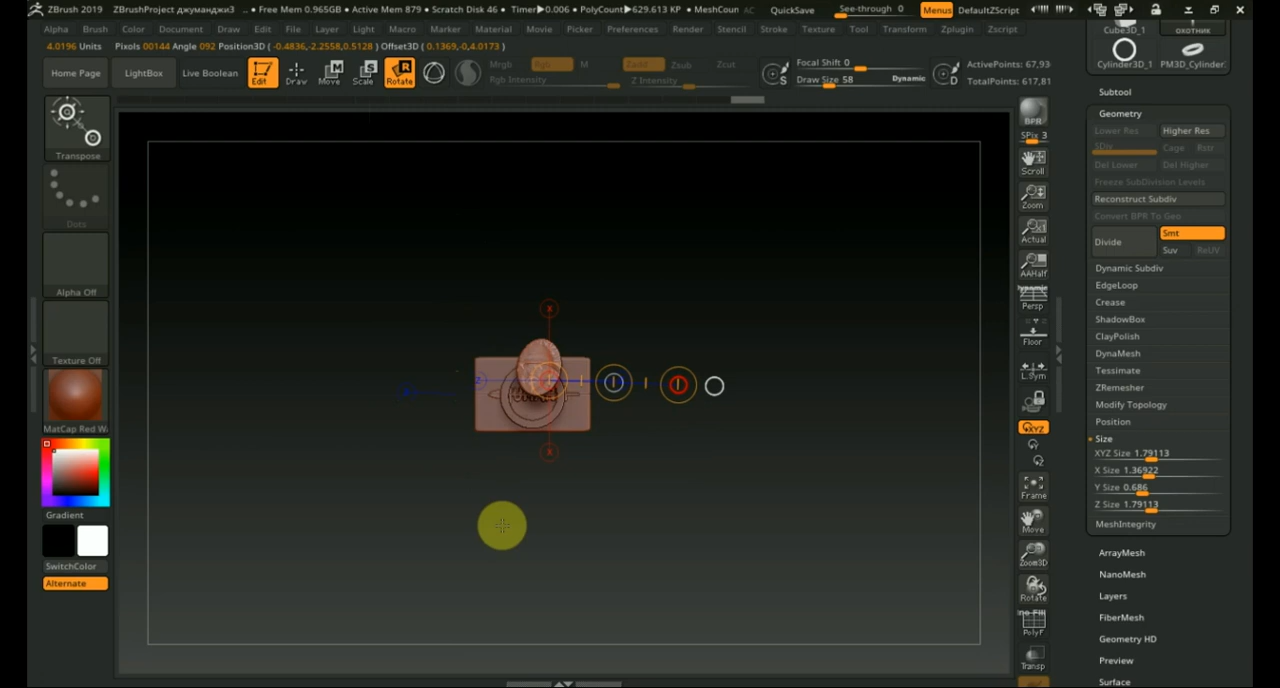 ZBrush 2019 ZBrushProject джуманджи3 ... • Free Mem 0.965GB • Active Mem 879 • Scratch Disk 46 • Timer▶0.006 • PolyCount▶629.613 KP • MeshCoun AC QuickSave See-through 0 Menus DefaultZScript
Alpha Brush Color Document Draw Edit File Layer Light Macro Marker Material Movie Picker Preferences Render Stencil Stroke Texture Tool Transform Zplugin Zscript
4.0196 Units Pixels 00144 Angle 092 Position3D ( -0.4836,-2.2558,0.5128 ) Offset3D ( 0.1369,-0,4.0173 )
Home Page LightBox Live Boolean Edit Draw Move Scale Rotate
Mrgb Rgb M Zadd Zsub Zcut
Rgb Intensity Z Intensity
Focal Shift 0
Draw Size 58 Dynamic
S D
ActivePoints: 67,93
TotalPoints: 617,81
Transpose
Dots
Alpha Off
Texture Off
MatCap Red W
Gradient
SwitchColor
Alternate
BPR
SPix 3
Scroll
Zoom
Actual
AAHalf
Dynamic
Persp
Floor
L.Sym
XYZ
Frame
Move
Zoom3D
Rotate
PolyF
Transp
Cube3D_1 охотник
Cylinder3D_1 PM3D_Cylinder
Subtool
Geometry
Lower Res Higher Res
SDiv Cage Rstr
Del Lower Del Higher
Freeze SubDivision Levels
Reconstruct Subdiv
Convert BPR To Geo
Divide Smt
Suv ReUV
Dynamic Subdiv
EdgeLoop
Crease
ShadowBox
ClayPolish
DynaMesh
Tessimate
ZRemesher
Modify Topology
Position
Size
XYZ Size 1.79113
X Size 1.36922
Y Size 0.686
Z Size 1.79113
MeshIntegrity
ArrayMesh
NanoMesh
Layers
FiberMesh
Geometry HD
Preview
Surface